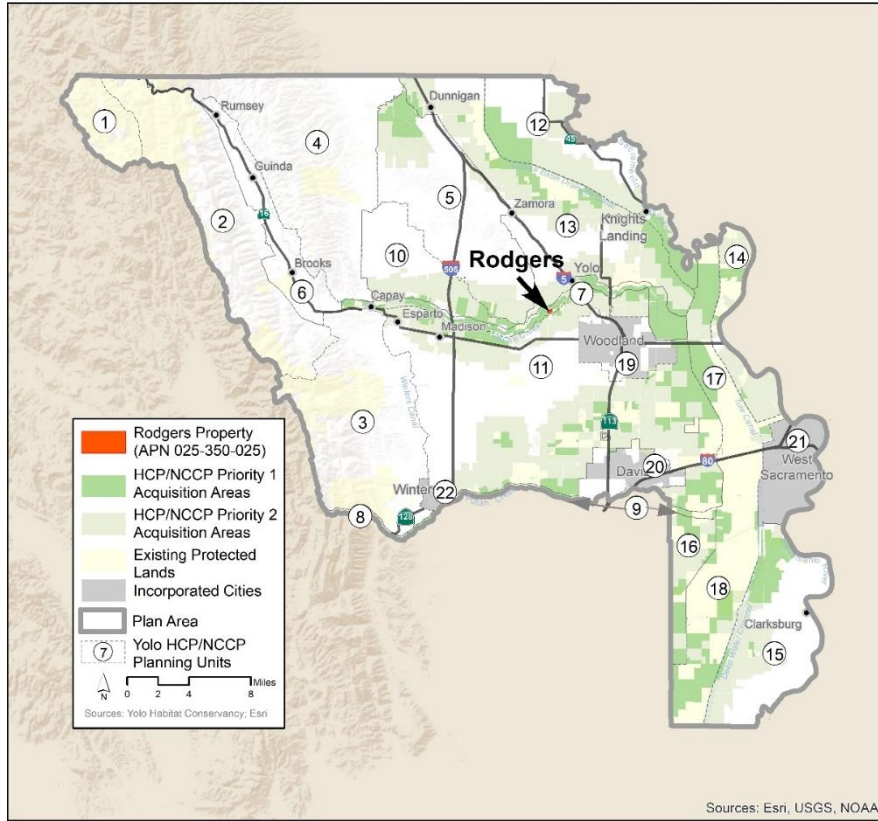 1
Rumsey
4
Dunnigan
12
45
Guinda
5
2
16
Zamora
13
Knights
Landing
14
10
Brooks
505
Rodgers
5
Yolo
6
7
Capay
Esparto
Madison
Woodland
11
19
17
3
Winters Canal
113
Tule Canal
21
80
20
West
Sacramento
22
8
128
9
16
18
Clarksburg
15
Rodgers Property
(APN 025-350-025)
HCP/NCCP Priority 1
Acquisition Areas
HCP/NCCP Priority 2
Acquisition Areas
Existing Protected
Lands
Incorporated Cities
Plan Area
7
Yolo HCP/NCCP
Planning Units
N
0 2 4 8
Miles
Sources: Yolo Habitat Conservancy; Esri
Sources: Esri, USGS, NOAA